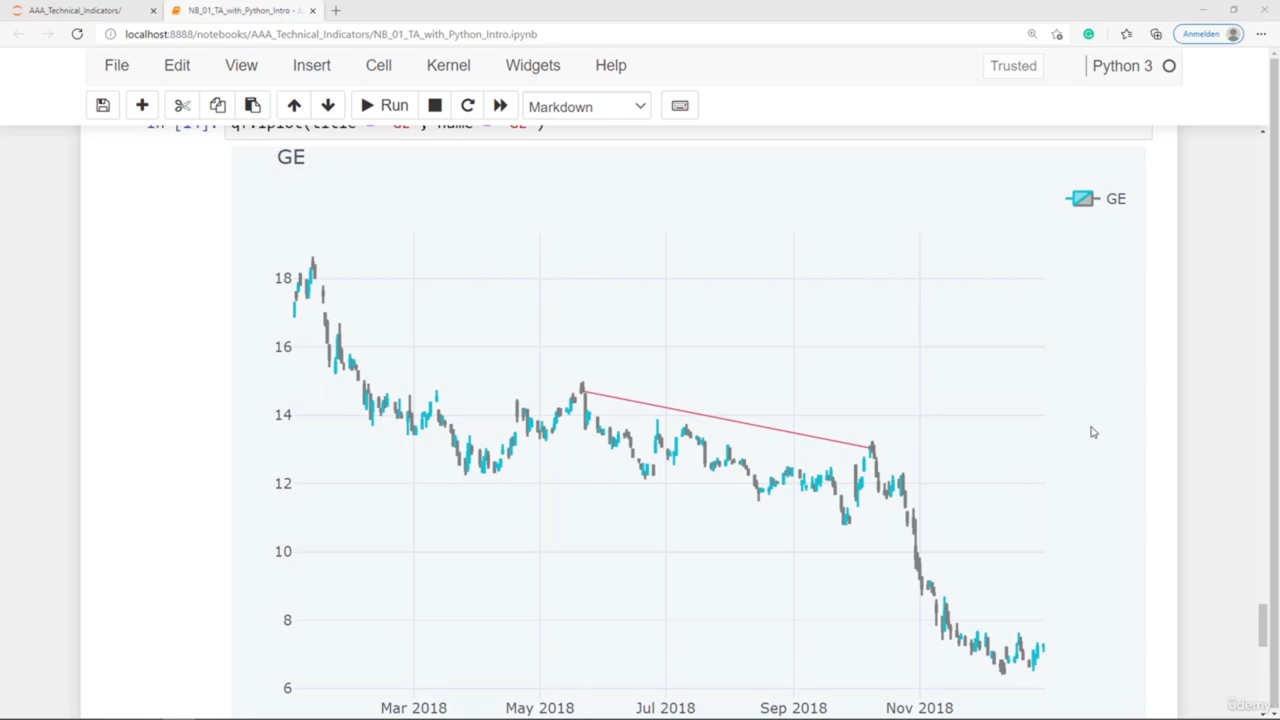 AAA_Technical_Indicators/
NB_01_TA_with_Python_Intro -
localhost:8888/notebooks/AAA_Technical_Indicators/NB_01_TA_with_Python_Intro.ipynb
Anmelden
File Edit View Insert Cell Kernel Widgets Help Trusted Python 3
Run Markdown
GE
GE
18
16
14
12
10
8
6
Mar 2018 May 2018 Jul 2018 Sep 2018 Nov 2018
ûdemy